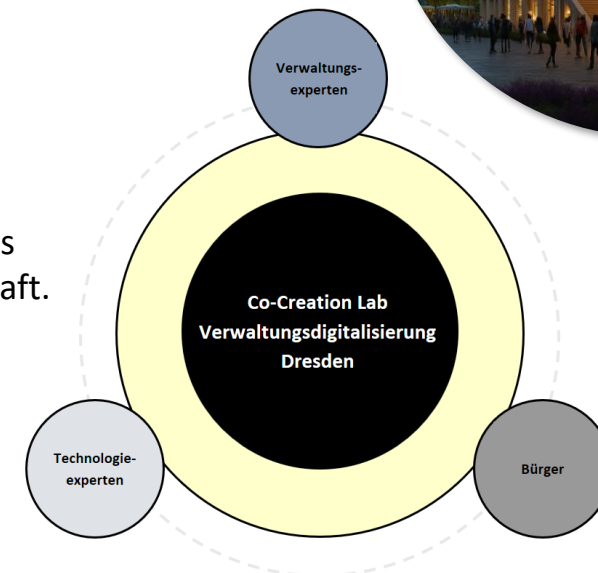 Verwaltungs-
experten
s
aft.
Co-Creation Lab
Verwaltungsdigitalisierung
Dresden
Technologie-
experten
Bürger